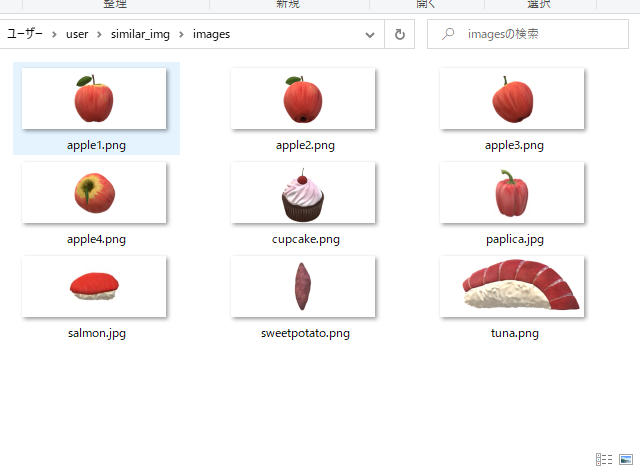 整理 新規 開く 選択
ユーザー > user > similar_img > images
imagesの検索
apple1.png apple2.png apple3.png
apple4.png cupcake.png paplica.jpg
salmon.jpg sweetpotato.png tuna.png